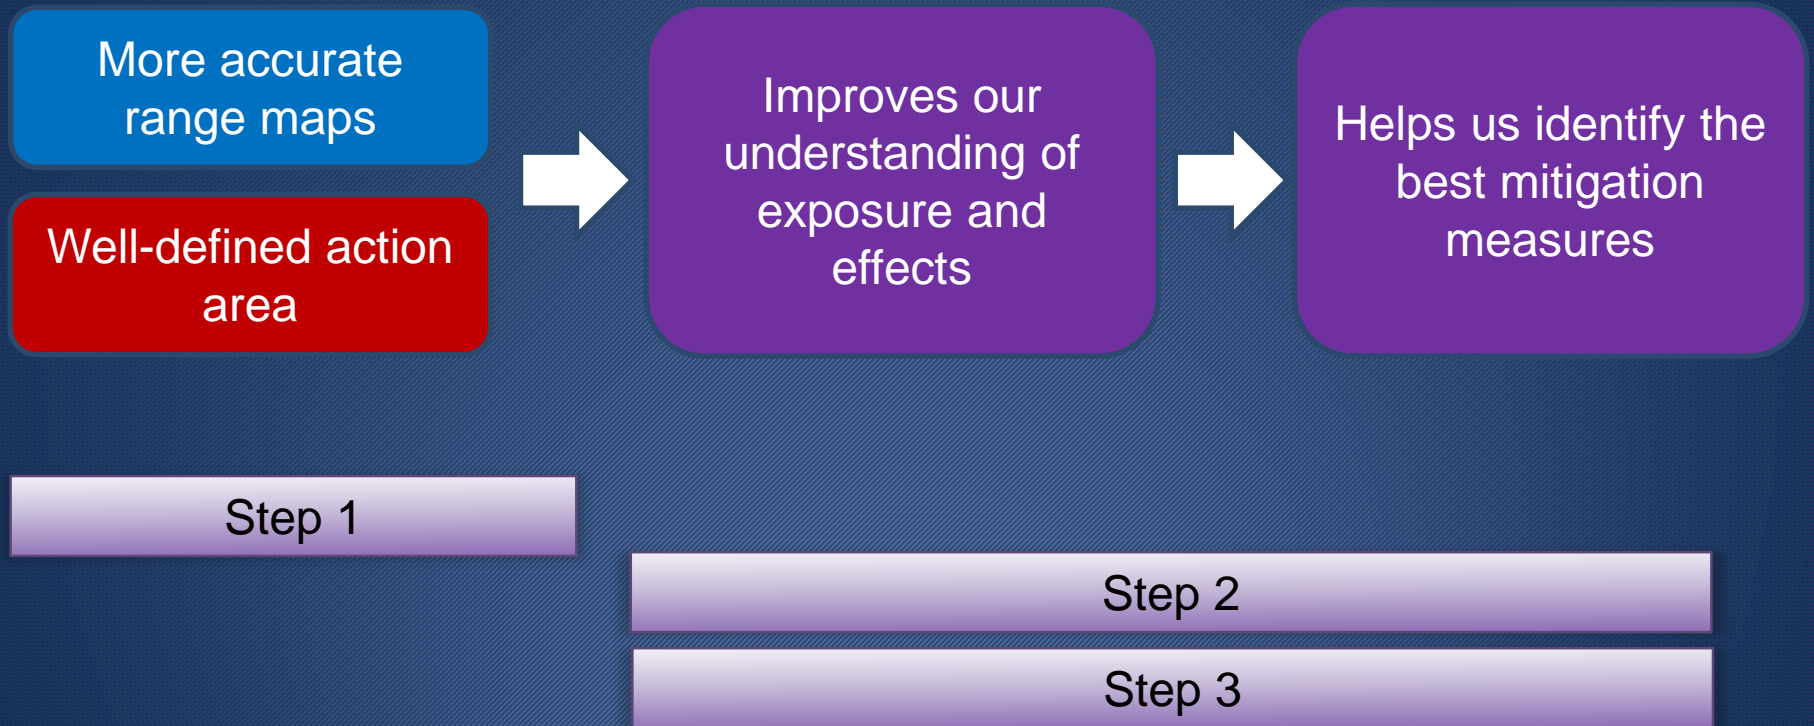 More accurate
range maps
Well-defined action
area
Improves our
understanding of
exposure and
effects
Helps us identify the
best mitigation
measures
Step 1
Step 2
Step 3